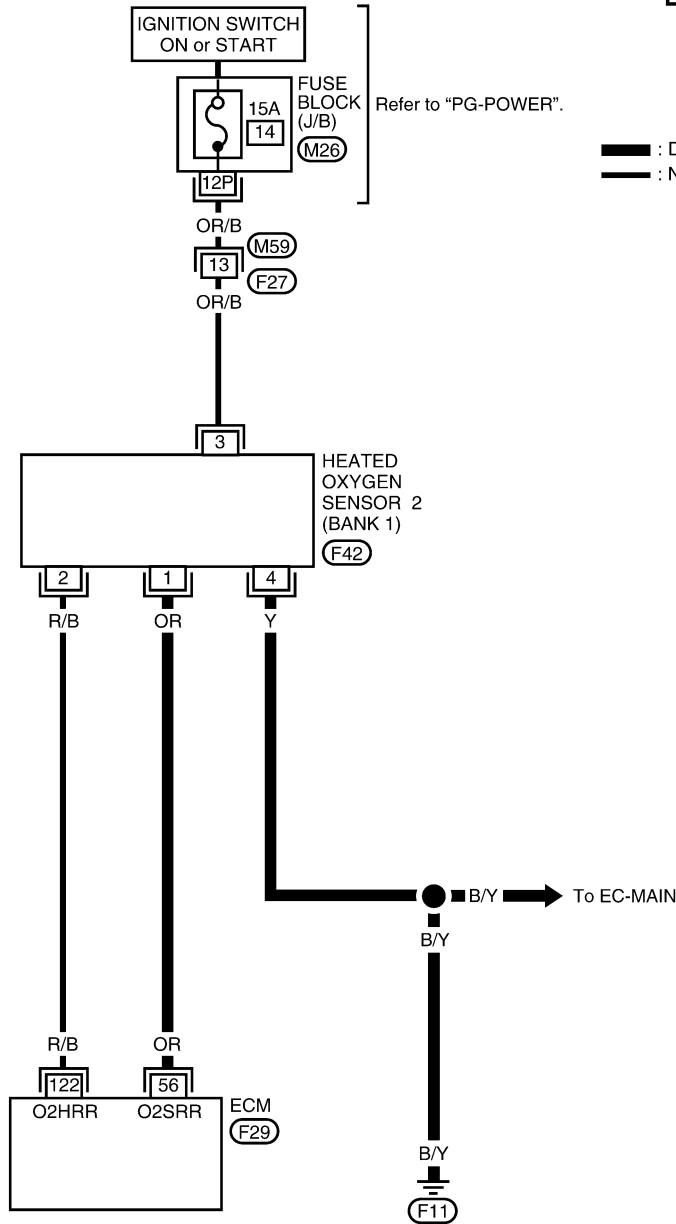 IGNITION SWITCH
ON or START
FUSE
BLOCK
(J/B)
15A
14
M26
Refer to “PG-POWER”.
12P
OR/B
M59
13
F27
OR/B
3
HEATED
OXYGEN
SENSOR 2
(BANK 1)
F42
2
1
4
R/B
OR
Y
B/Y
To EC-MAIN
B/Y
R/B
OR
122
56
O2HRR
O2SRR
ECM
F29
B/Y
F11